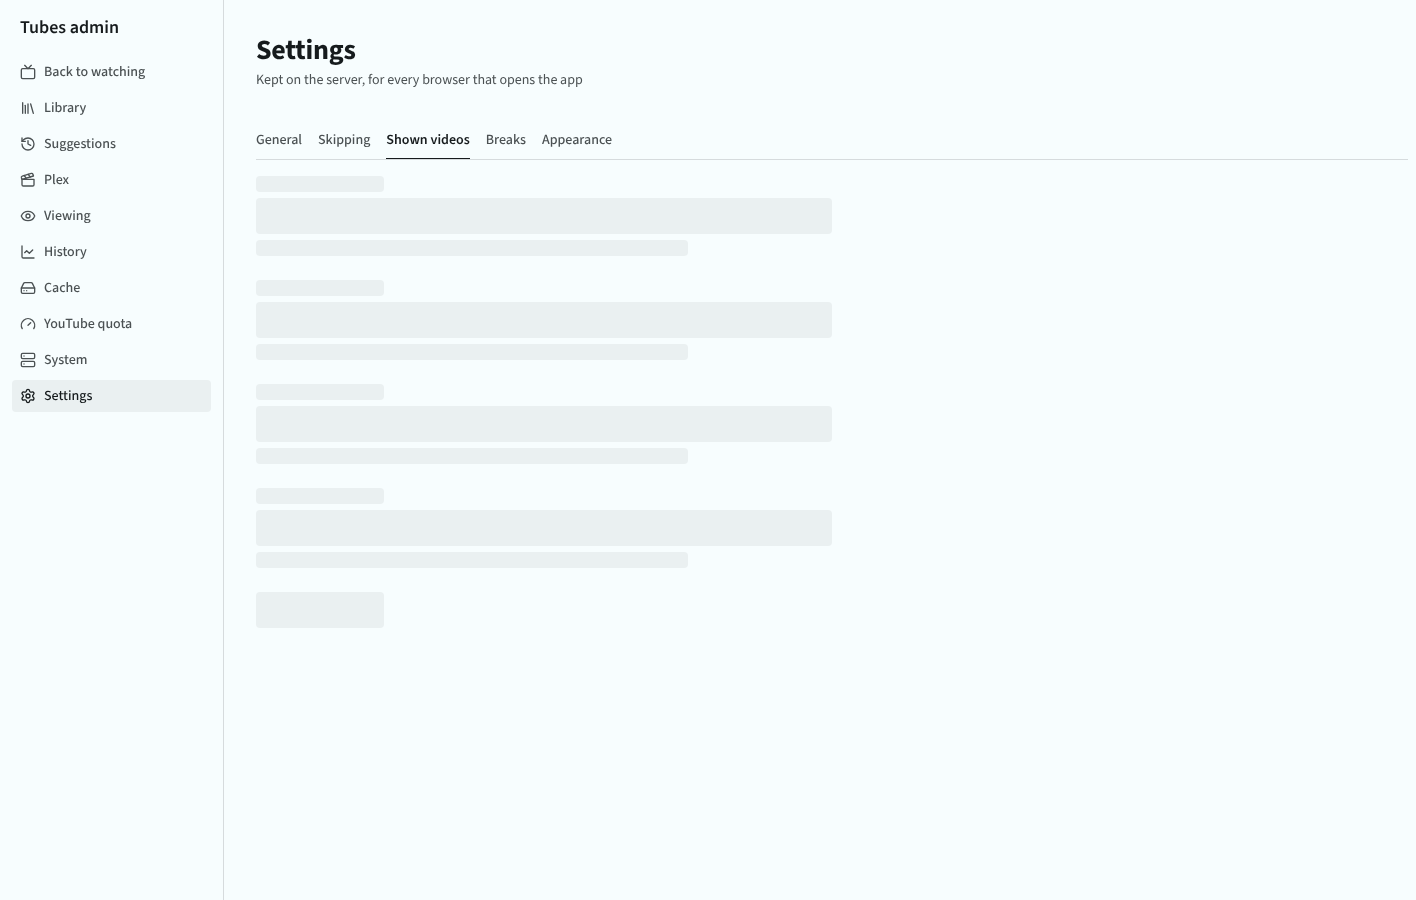 Tubes admin
Back to watching
Library
Suggestions
Plex
Viewing
History
Cache
YouTube quota
System
Settings
Settings
Kept on the server, for every browser that opens the app
General Skipping Shown videos Breaks Appearance